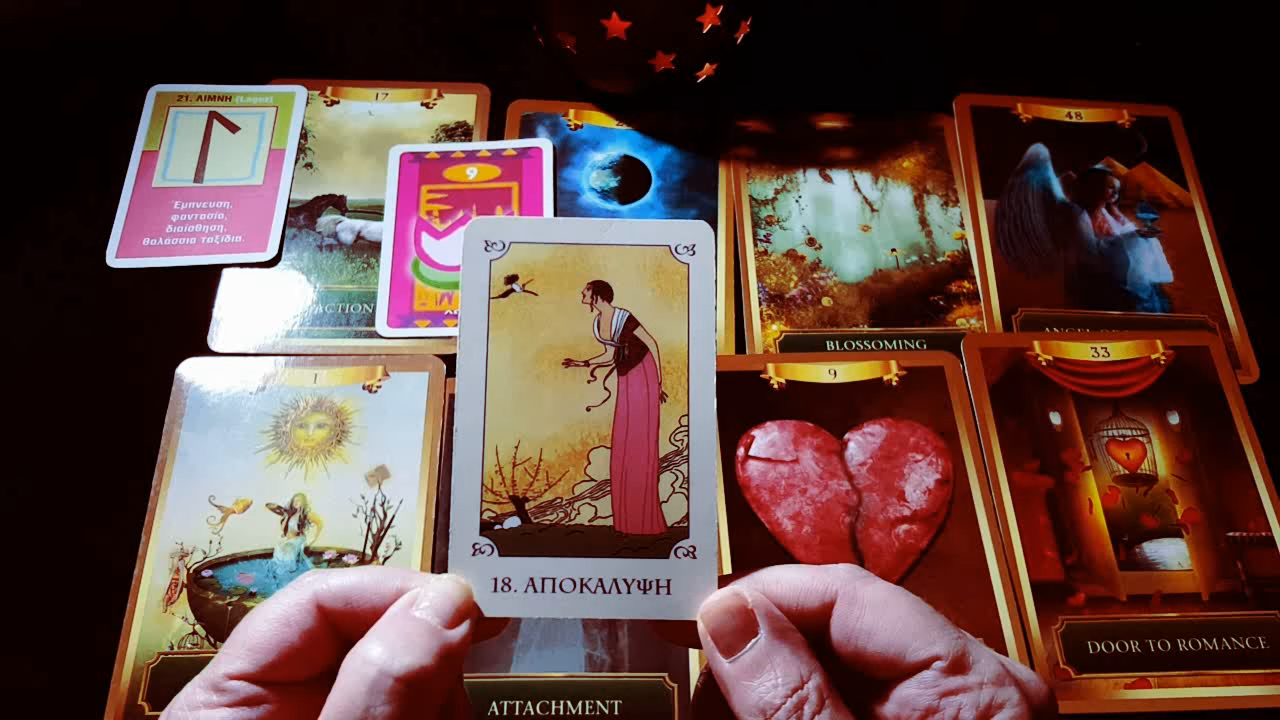 21. ΛΙΜΝΗ (Laguz)
Έμπνευση,
φαντασία,
διαίσθηση,
θαλάσσια ταξίδια.
17
9
48
BLOSSOMING
1
9
33
18. ΑΠΟΚΑΛΥΨΗ
DOOR TO ROMANCE
ATTACHMENT